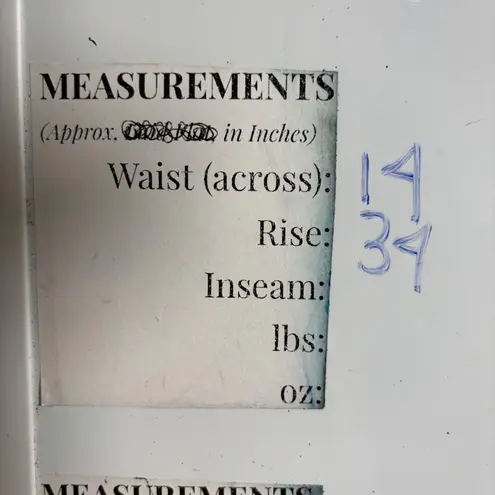 MEASUREMENTS
(Approx. in Inches)
Waist (across): 14
Rise: 34
Inseam:
lbs:
oz:
MEASUREMENTS